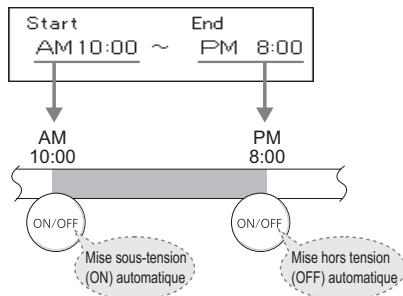 Start End
AM10:00 ~ PM 8:00
AM PM
10:00 8:00
ON/OFF ON/OFF
Mise sous-tension
(ON) automatique
Mise hors tension
(OFF) automatique